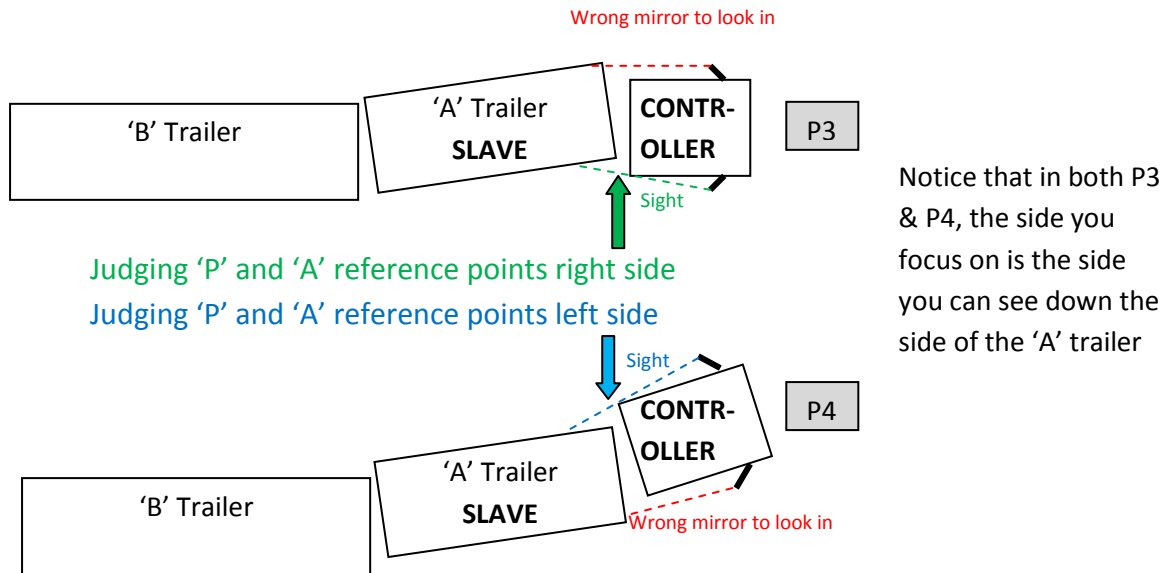 Wrong mirror to look in
‘B’ Trailer
‘A’ Trailer
SLAVE
CONTR-
OLLER
P3
Sight
Notice that in both P3
& P4, the side you
focus on is the side
you can see down the
side of the ‘A’ trailer
Judging ‘P’ and ‘A’ reference points right side
Judging ‘P’ and ‘A’ reference points left side
Sight
CONTR-
OLLER
P4
‘A’ Trailer
SLAVE
‘B’ Trailer
Wrong mirror to look in